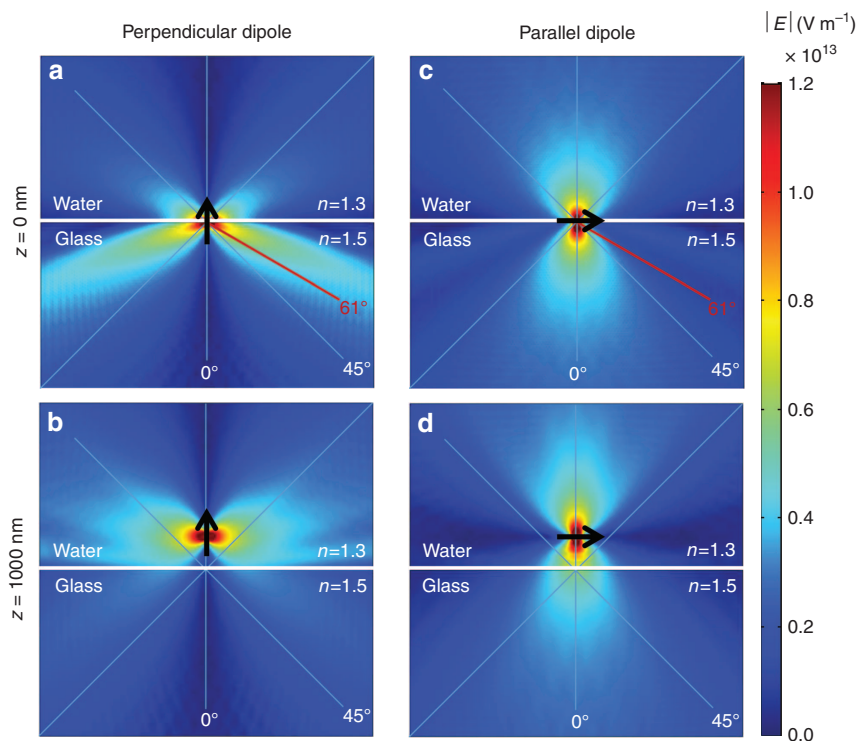 Perpendicular dipole
Parallel dipole
|E| (V m⁻¹)
× 10¹³
z = 0 nm
a
Water
n=1.3
Glass
n=1.5
61°
0°
45°
c
Water
n=1.3
Glass
n=1.5
61°
0°
45°
z = 1000 nm
b
Water
n=1.3
Glass
n=1.5
0°
45°
d
Water
n=1.3
Glass
n=1.5
0°
45°
1.2
1.0
0.8
0.6
0.4
0.2
0.0